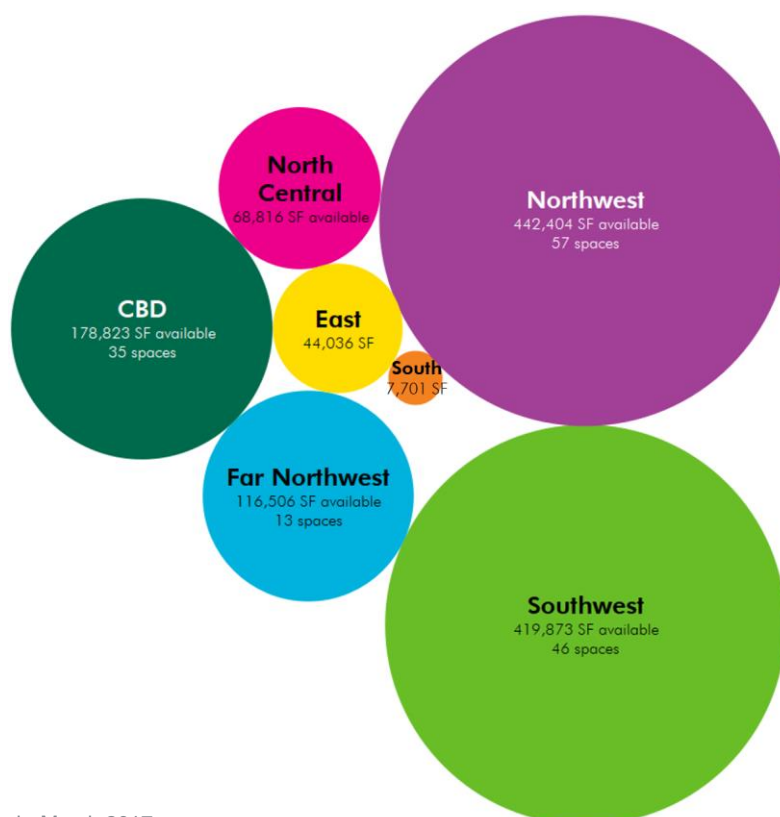 North
Central
68,816 SF available
Northwest
442,404 SF available
57 spaces
CBD
178,823 SF available
35 spaces
East
44,036 SF
South
7,701 SF
Far Northwest
116,506 SF available
13 spaces
Southwest
419,873 SF available
46 spaces